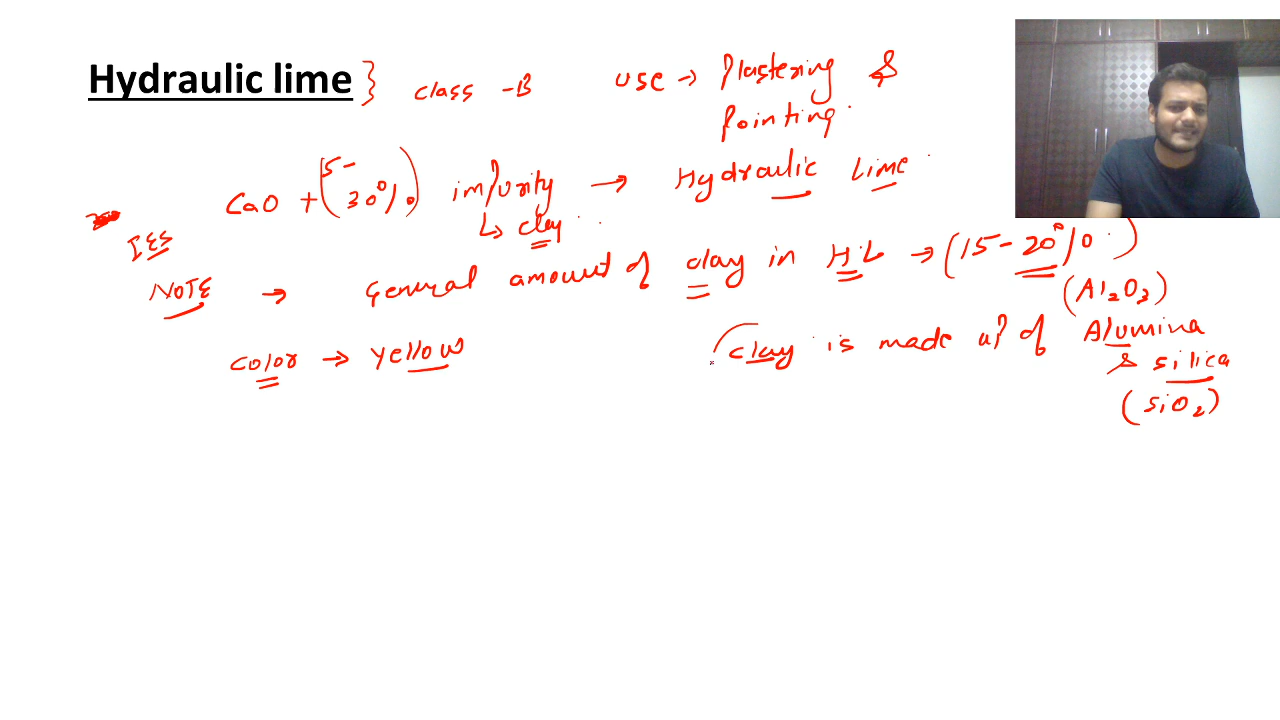 Hydraulic lime } class -B use → Plastering &
Pointing.
CaO + (5-30%) impurity → Hydraulic Lime
↳ clay
IES
NOTE → General amount of clay in HL → (15-20%)
(Al2O3)
color → Yellow
clay is made up of Alumina
& silica
(SiO2)